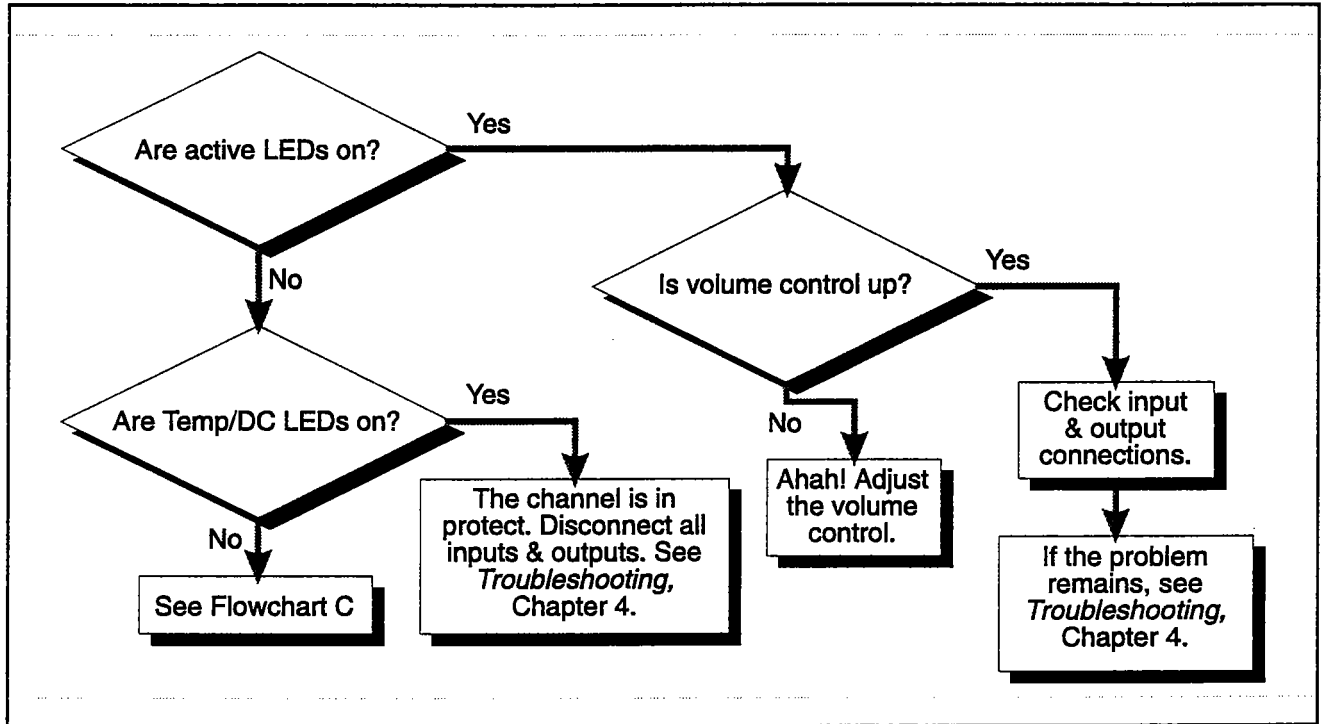 Are active LEDs on?
Yes
No
Is volume control up?
Yes
No
Are Temp/DC LEDs on?
Yes
No
See Flowchart C
The channel is in
protect. Disconnect all
inputs & outputs. See
Troubleshooting,
Chapter 4.
Ahah! Adjust
the volume
control.
Check input
& output
connections.
If the problem
remains, see
Troubleshooting,
Chapter 4.